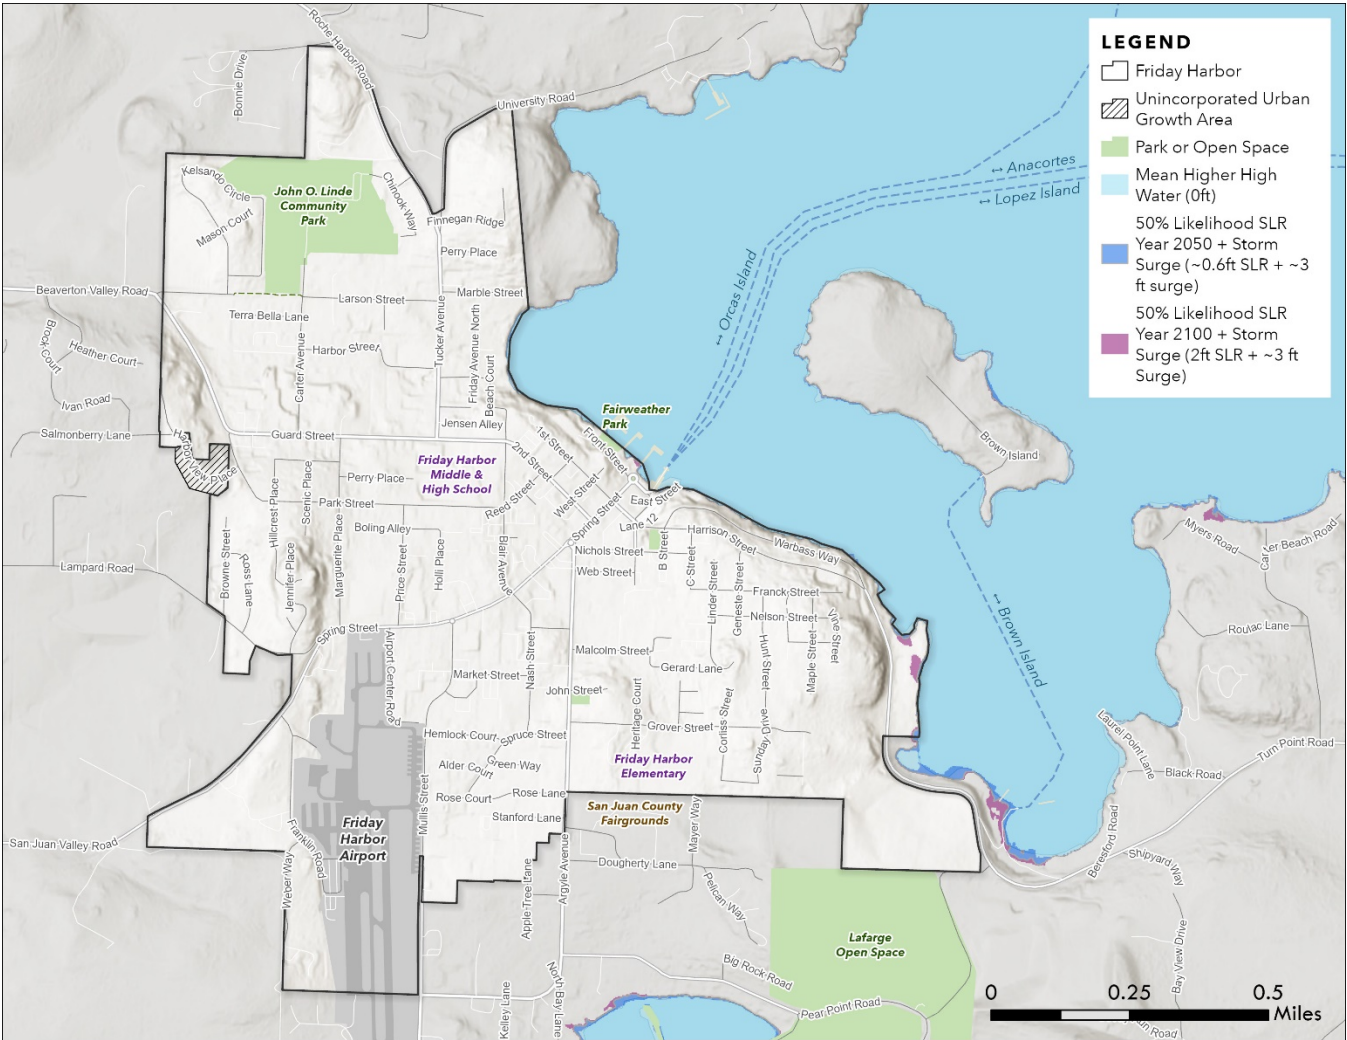 LEGEND
Friday Harbor
Unincorporated Urban
Growth Area
Park or Open Space
Mean Higher High
Water (0ft)
50% Likelihood SLR
Year 2050 + Storm
Surge (~0.6ft SLR + ~3
ft surge)
50% Likelihood SLR
Year 2100 + Storm
Surge (2ft SLR + ~3 ft
Surge)
Roche Harbor Road
Bonnie Drive
University Road
↔ Anacortes
↔ Lopez Island
↔ Orcas Island
Kelsando Circle
John O. Linde
Community
Park
Chinook Way
Mason Court
Finnegan Ridge
Perry Place
Beaverton Valley Road
Larson Street
Marble Street
Terra Bella Lane
Tucker Avenue
Friday Avenue North
Beach Court
Brook Court
Heather Court
Harbor Street
Carter Avenue
Ivan Road
Fairweather
Park
Jensen Alley
Salmonberry Lane
Harbor View Place
Guard Street
1st Street
Front Street
2nd Street
Brown Island
Friday Harbor
Middle &
High School
Perry Place
West Street
Reed Street
Spring Street
East Street
Hillcrest Place
Scenic Place
Park Street
Boling Alley
Lane
12
Harrison Street
Warbass Way
Myers Road
Beach Road
Browne Street
Ross Lane
Jennifer Place
Marguerite Place
Price Street
Holli Place
Blair Avenue
Nichols Street
Web Street
B Street
C Street
Linder Street
Geneste Street
Franck Street
Nelson Street
Lampard Road
Vine Street
Maple Street
Hunt Street
Roulac Lane
↔ Brown Island
Spring Street
Airport Center Road
Malcolm Street
Gerard Lane
Nash Street
Market Street
John Street
Heritage Court
Corliss Street
Sunday Drive
Grover Street
Hemlock Court
Spruce Street
Laurel Point Lane
Turn Point Road
Black Road
Green Way
Alder Court
Friday Harbor
Elementary
Rose Court
Rose Lane
Stanford Lane
San Juan County
Fairgrounds
Mullis Street
Mayer Way
Friday
Harbor
Airport
Franklin Road
San Juan Valley Road
Weber Way
Beresford Road
Shipyard Way
Dougherty Lane
Argyle Avenue
Apple Tree Lane
Pelican Way
Lafarge
Open Space
Big Rock Road
Bay View Drive
North Bay Lane
Kelley Lane
Pear Point Road
Road
0
0.25
0.5
Miles